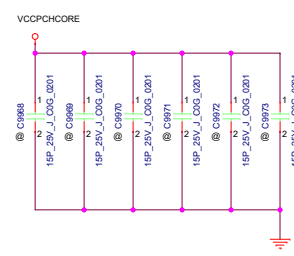 VCCPCHCORE
1
2
@ C9968
15P_25V_J_C0G_0201
1
2
@ C9969
15P_25V_J_C0G_0201
1
2
@ C9970
15P_25V_J_C0G_0201
1
2
@ C9971
15P_25V_J_C0G_0201
1
2
@ C9972
15P_25V_J_C0G_0201
1
2
@ C9973